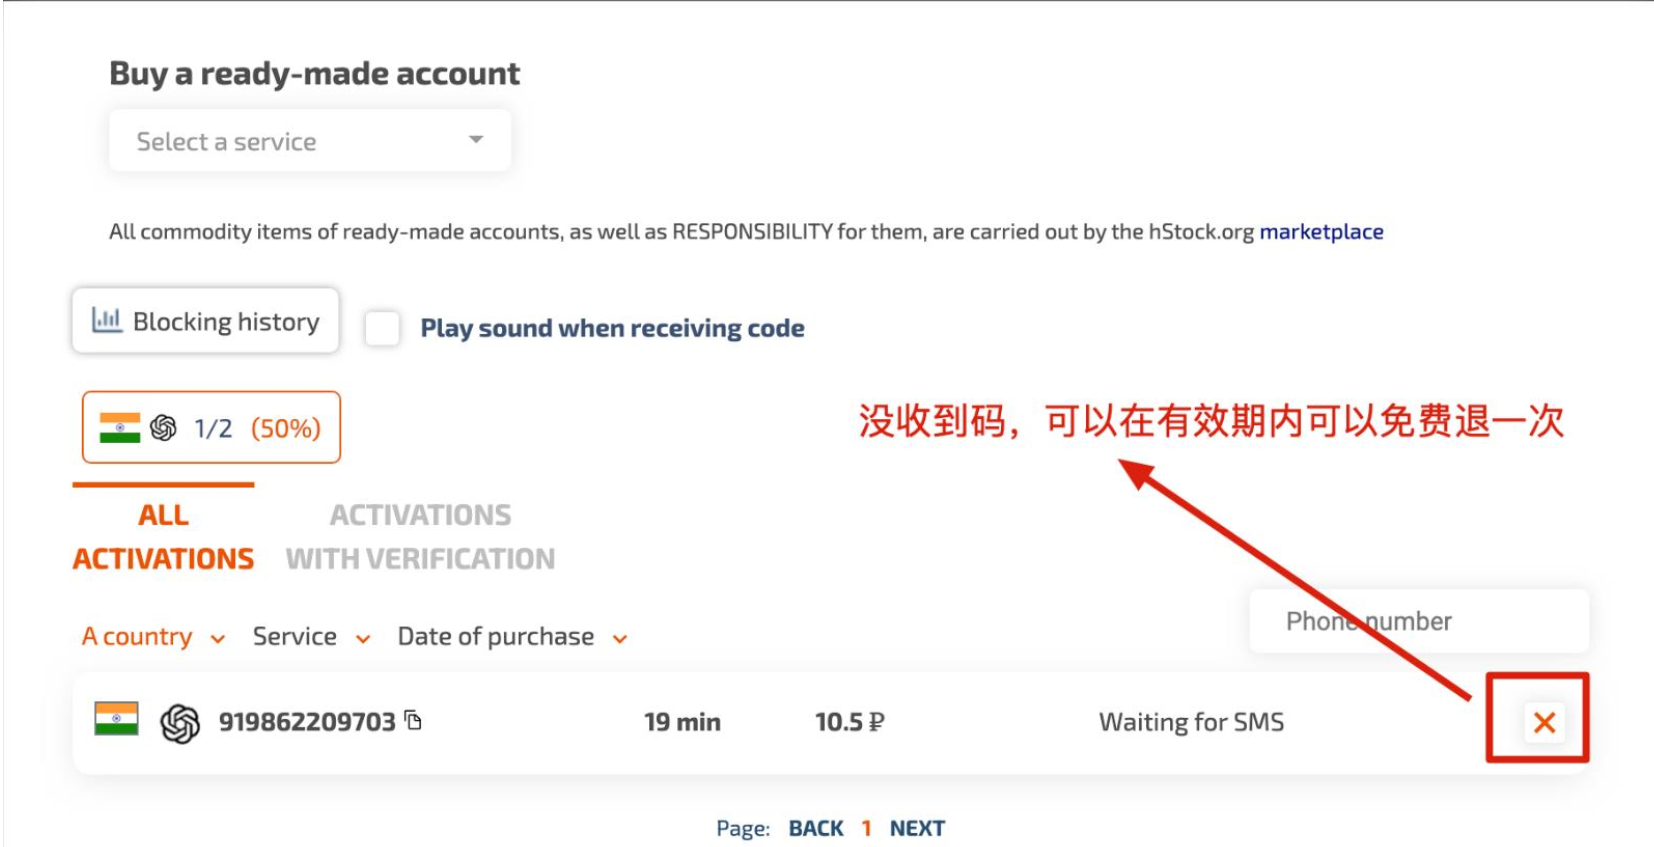 Buy a ready-made account
Select a service
All commodity items of ready-made accounts, as well as RESPONSIBILITY for them, are carried out by the hStock.org marketplace
Blocking history
Play sound when receiving code
1/2 (50%)
没收到码，可以在有效期内可以免费退一次
ALL ACTIVATIONS
ACTIVATIONS WITH VERIFICATION
A country Service Date of purchase
Phone number
919862209703 19 min 10.5 ₽ Waiting for SMS
Page: BACK 1 NEXT